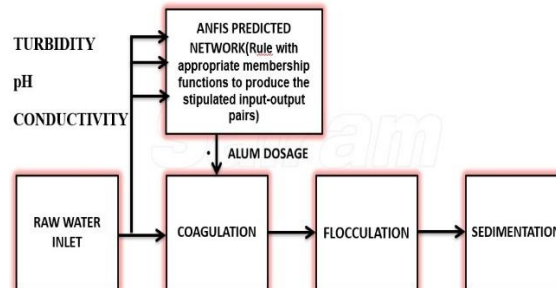 TURBIDITY
pH
CONDUCTIVITY
ANFIS PREDICTED
NETWORK(Rule with
appropriate membership
functions to produce the
stipulated input-output
pairs)
ALUM DOSAGE
RAW WATER
INLET
COAGULATION
FLOCCULATION
SEDIMENTATION